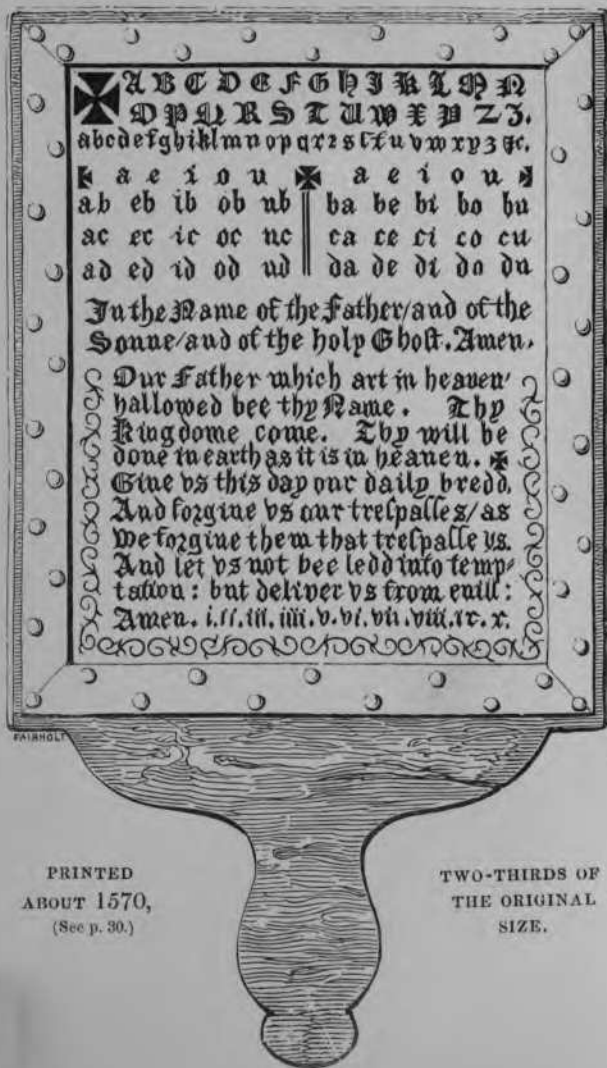 ✠ A B C D E F G H J K L M N
O P Q R S T U W X Y Z Ȝ.
abcdefghiklmnopqrꝛsſtuvwxyzȝ &c.
a e i o u ✠ a e i o u
ab eb ib ob ub ba be bi bo bu
ac ec ic oc uc ca ce ci co cu
ad ed id od ud da de di do du
In the Name of the Father/and of the
Sonne/and of the holy Ghoſt. Amen.
Our Father which art in heauen'
hallowed bee thy Name. Thy
Kingdome come. Thy will be
done in earth as it is in heauen. ✠
Giue vs this day our daily bredd.
And forgiue vs our treſpaſſes/as
we forgiue them that treſpaſſe vs.
And let vs not bee ledd into temp-
tation: but deliver vs from euill:
Amen. i.ii.iii.iiii.v.vi.vii.viii.ix.x.
FAIRHOLT
PRINTED
ABOUT 1570,
(See p. 30.)
TWO-THIRDS OF
THE ORIGINAL
SIZE.